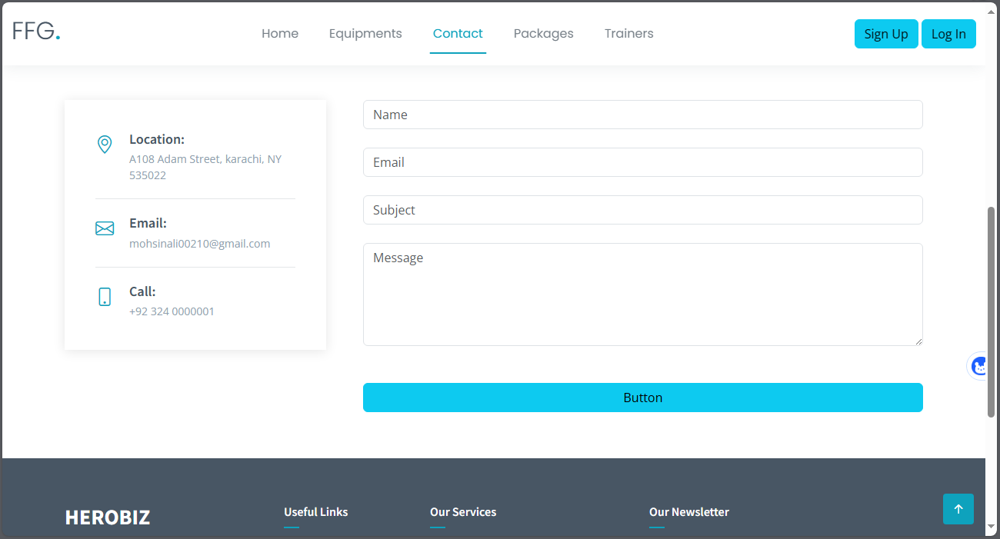 FFG.
Home Equipments Contact Packages Trainers
Sign Up Log In
Location:
A108 Adam Street, karachi, NY
535022
Email:
mohsinali00210@gmail.com
Call:
+92 324 0000001
Name
Email
Subject
Message
Button
HEROBIZ
Useful Links
Our Services
Our Newsletter